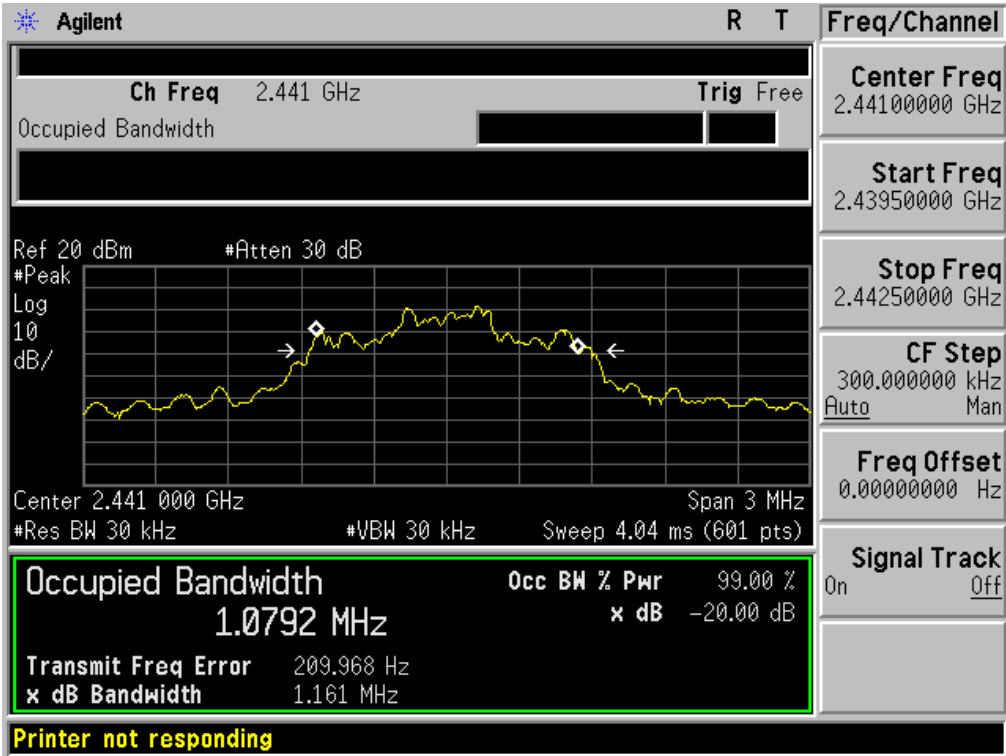 Agilent R T Freq/Channel
Ch Freq 2.441 GHz Trig Free
Occupied Bandwidth
Center Freq
2.44100000 GHz
Start Freq
2.43950000 GHz
Stop Freq
2.44250000 GHz
CF Step
300.000000 kHz
Auto Man
Freq Offset
0.00000000 Hz
Signal Track
On Off
Ref 20 dBm #Atten 30 dB
#Peak
Log
10
dB/
Center 2.441 000 GHz Span 3 MHz
#Res BW 30 kHz #VBW 30 kHz Sweep 4.04 ms (601 pts)
Occupied Bandwidth Occ BW % Pwr 99.00 %
1.0792 MHz x dB -20.00 dB
Transmit Freq Error 209.968 Hz
x dB Bandwidth 1.161 MHz
Printer not responding